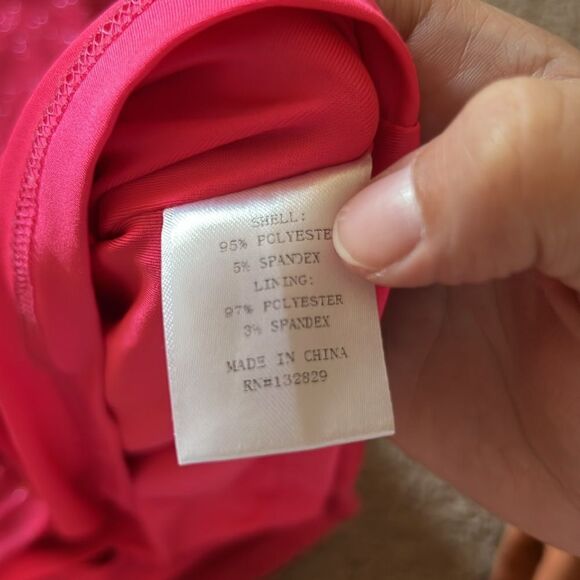 SHELL:
95% POLYESTER
5% SPANDEX
LINING:
97% POLYESTER
3% SPANDEX
MADE IN CHINA
RN#132829